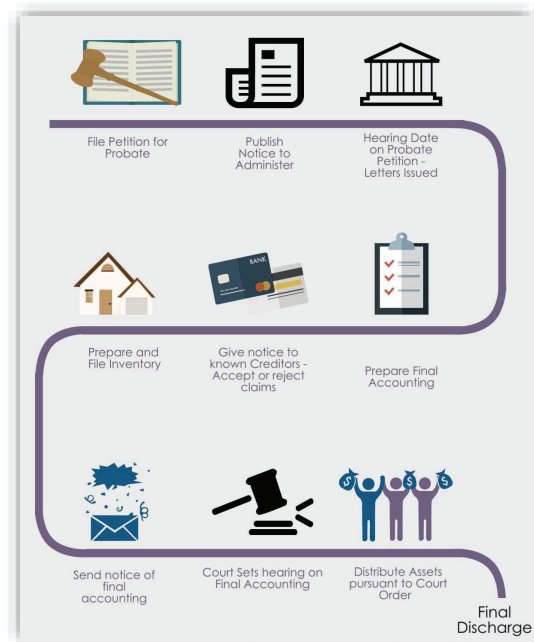 File Petition for
Probate
Publish
Notice to
Administer
Hearing Date
on Probate
Petition -
Letters Issued
BANK
Prepare and
File Inventory
Give notice to
known Creditors -
Accept or reject
claims
Prepare Final
Accounting
$
$
$
Send notice of
final
accounting
Court Sets hearing on
Final Accounting
Distribute Assets
pursuant to Court
Order
Final
Discharge